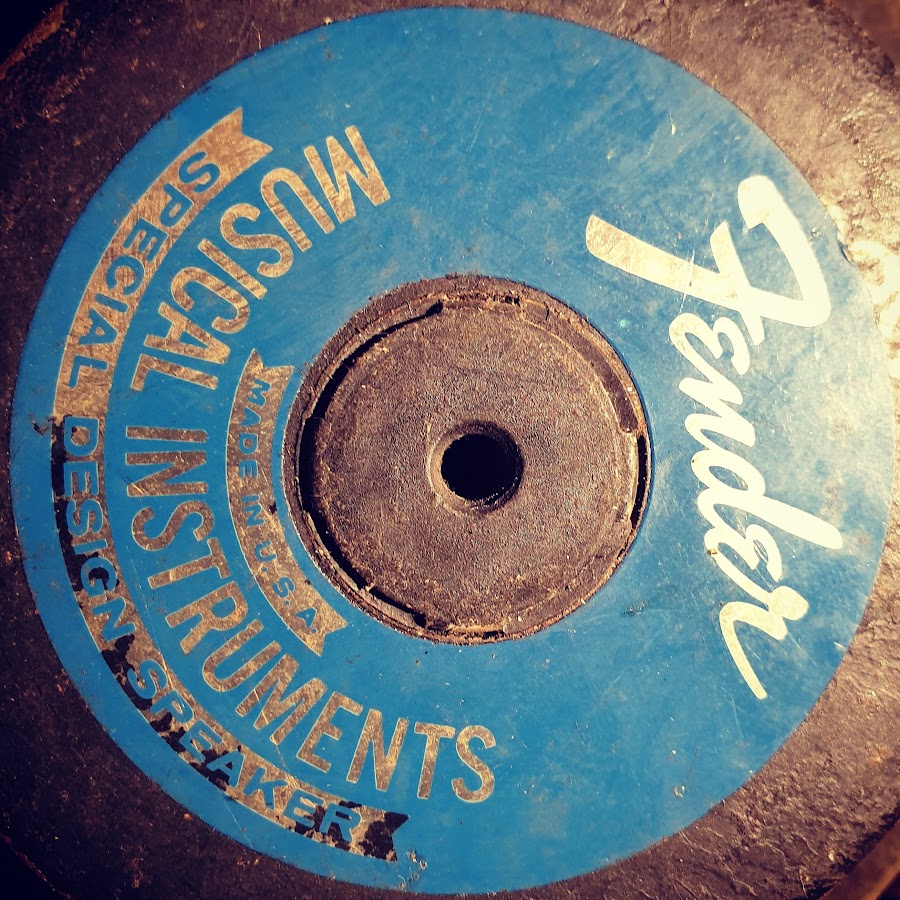 Fender
MADE IN U.S.A
MUSICAL INSTRUMENTS
SPECIAL DESIGN SPEAKER